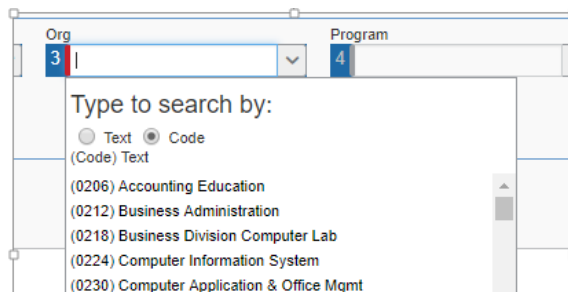 Org Program
3 4
Type to search by:
Text Code
(Code) Text
(0206) Accounting Education
(0212) Business Administration
(0218) Business Division Computer Lab
(0224) Computer Information System
(0230) Computer Application & Office Mgmt